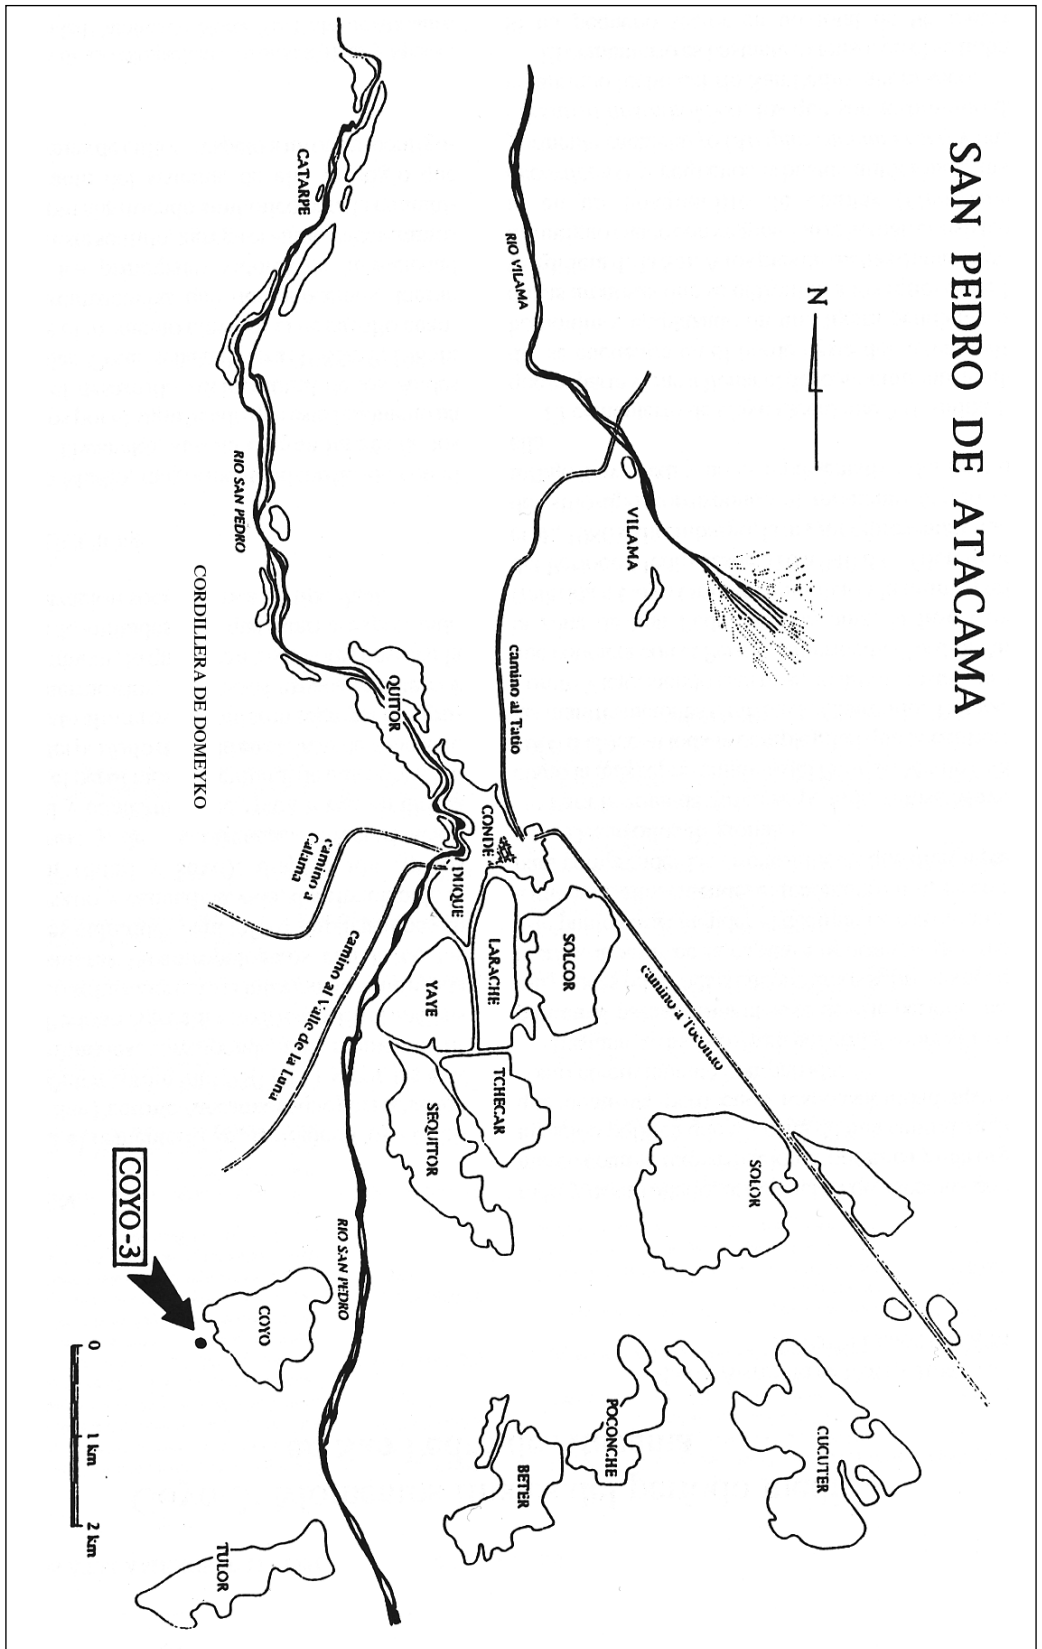 SAN PEDRO DE ATACAMA
N
CATARPE
RIO VILAMA
RIO SAN PEDRO
VILAMA
CORDILLERA DE DOMEYKO
camino al Tatio
QUITOR
CONDE
DUQUE
camino a
Calama
camino al Valle de la Luna
SOLCOR
LARACHE
YAYE
camino a Toconao
TCHECAR
SEQUITOR
SOLOR
COYO-3
RIO SAN PEDRO
COYO
POCONCHE
BETER
CUCUTER
TULOR
0
1 km
2 km